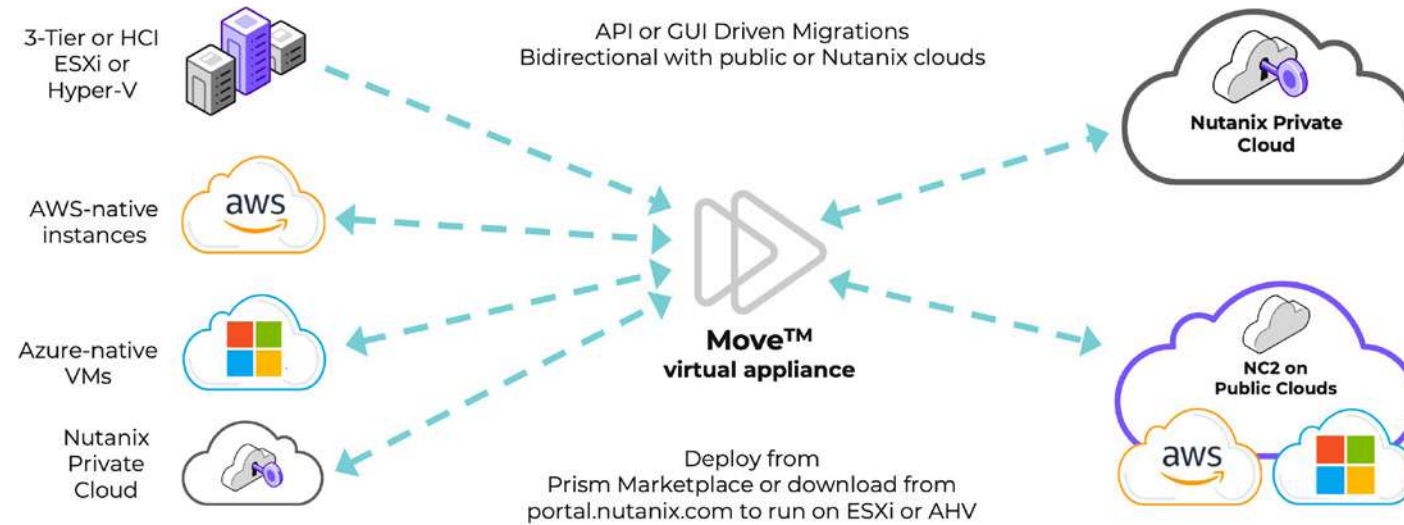 3-Tier or HCI
ESXi or
Hyper-V
API or GUI Driven Migrations
Bidirectional with public or Nutanix clouds
Nutanix Private
Cloud
AWS-native
instances
aws
Azure-native
VMs
Move™
virtual appliance
NC2 on
Public Clouds
aws
Nutanix
Private
Cloud
Deploy from
Prism Marketplace or download from
portal.nutanix.com to run on ESXi or AHV